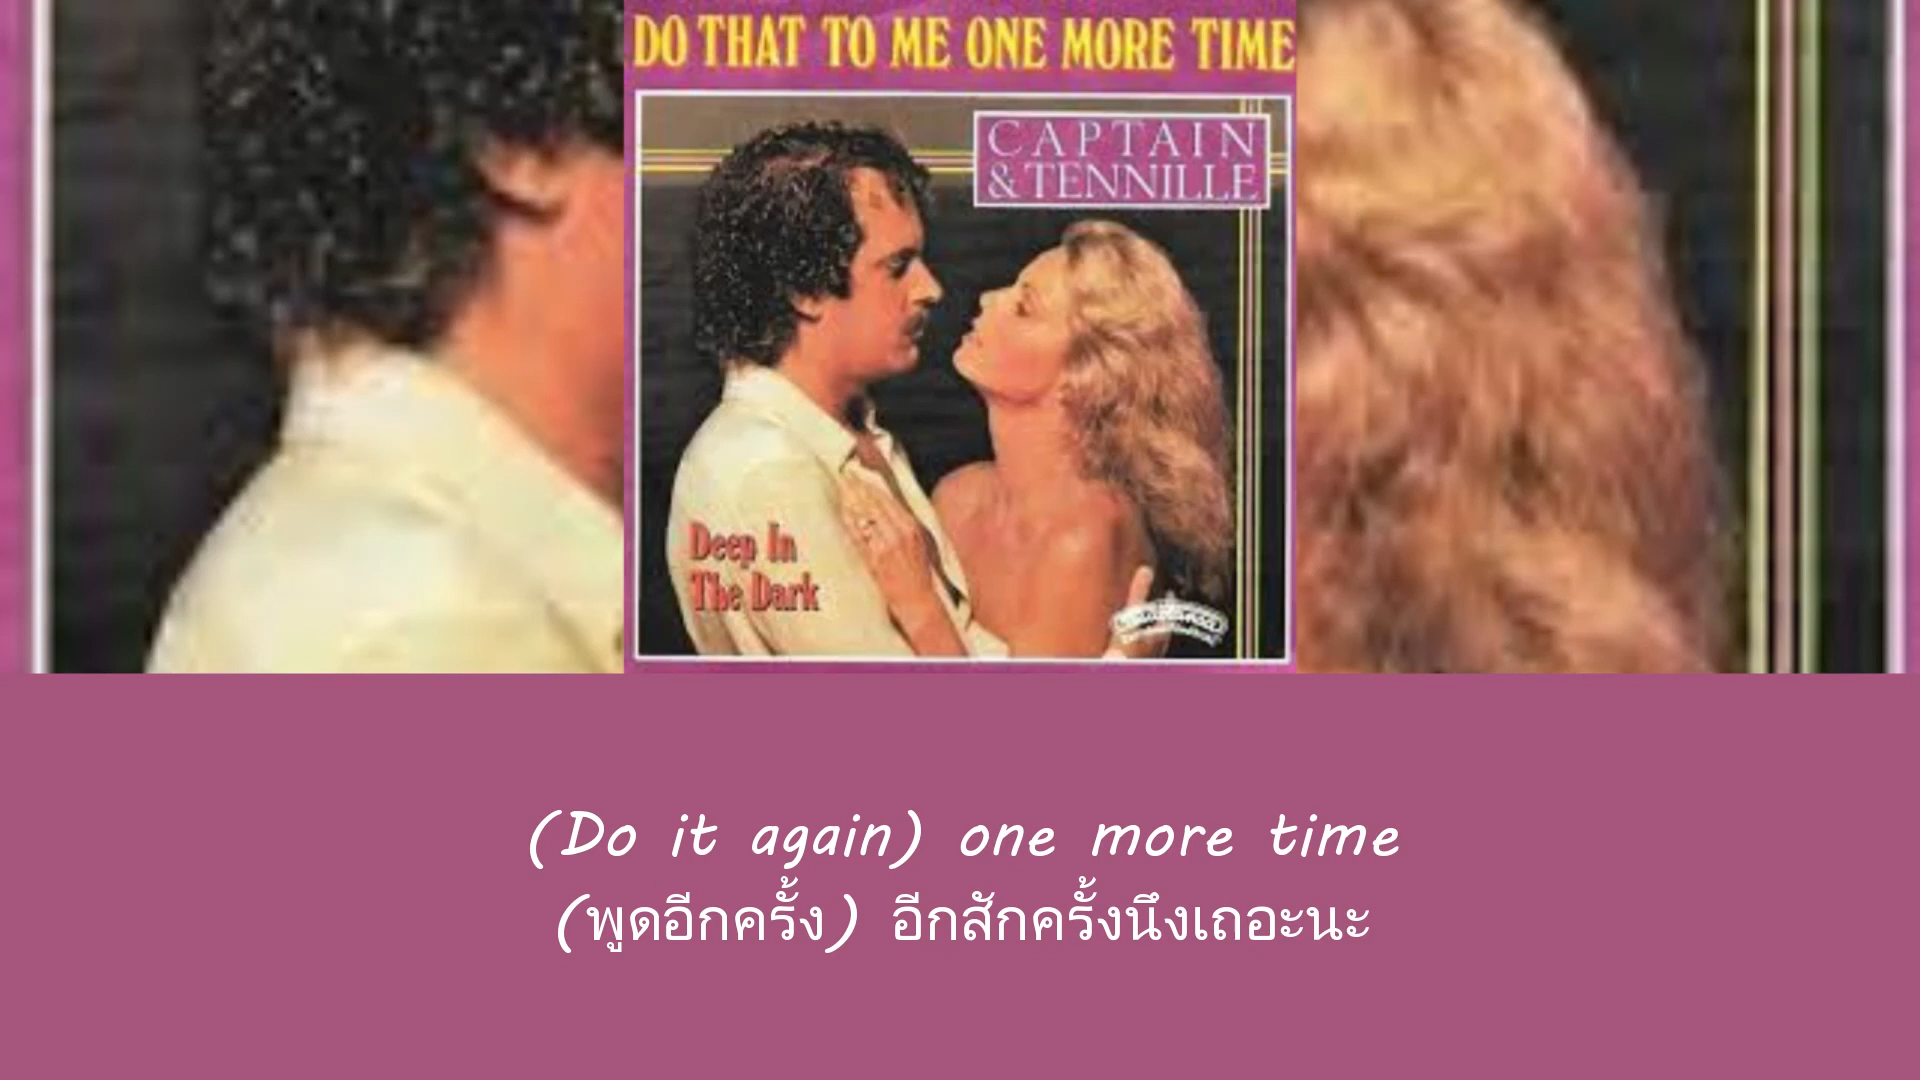 DO THAT TO ME ONE MORE TIME
CAPTAIN
& TENNILLE
Deep In
The Dark
(Do it again) one more time
(พูดอีกครั้ง) อีกสักครั้งนึงเถอะนะ